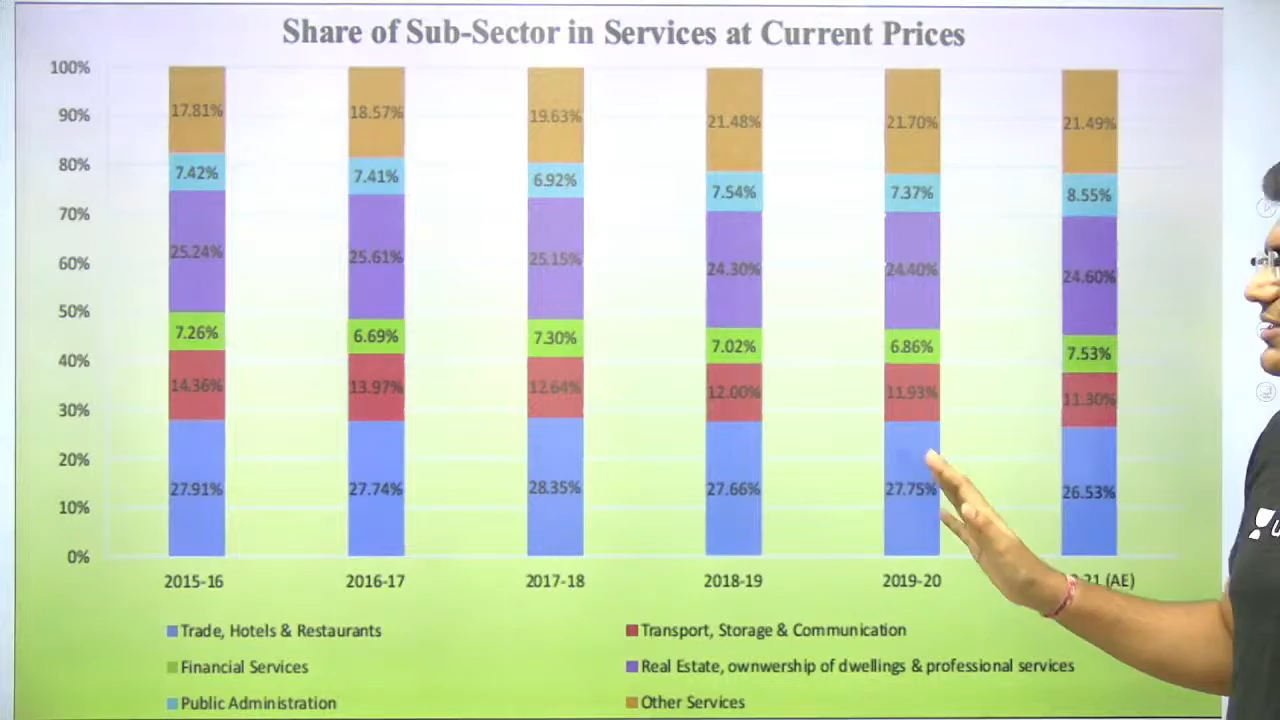 Share of Sub-Sector in Services at Current Prices
100%
90%
80%
70%
60%
50%
40%
30%
20%
10%
0%
17.81% 18.57% 19.63% 21.48% 21.70% 21.49%
7.42% 7.41% 6.92% 7.54% 7.37% 8.55%
25.24% 25.61% 25.15% 24.30% 24.40% 24.60%
7.26% 6.69% 7.30% 7.02% 6.86% 7.53%
14.36% 13.97% 12.64% 12.00% 11.93% 11.30%
27.91% 27.74% 28.35% 27.66% 27.75% 26.53%
2015-16 2016-17 2017-18 2018-19 2019-20 21 (AE)
Trade, Hotels & Restaurants Transport, Storage & Communication
Financial Services Real Estate, ownwership of dwellings & professional services
Public Administration Other Services